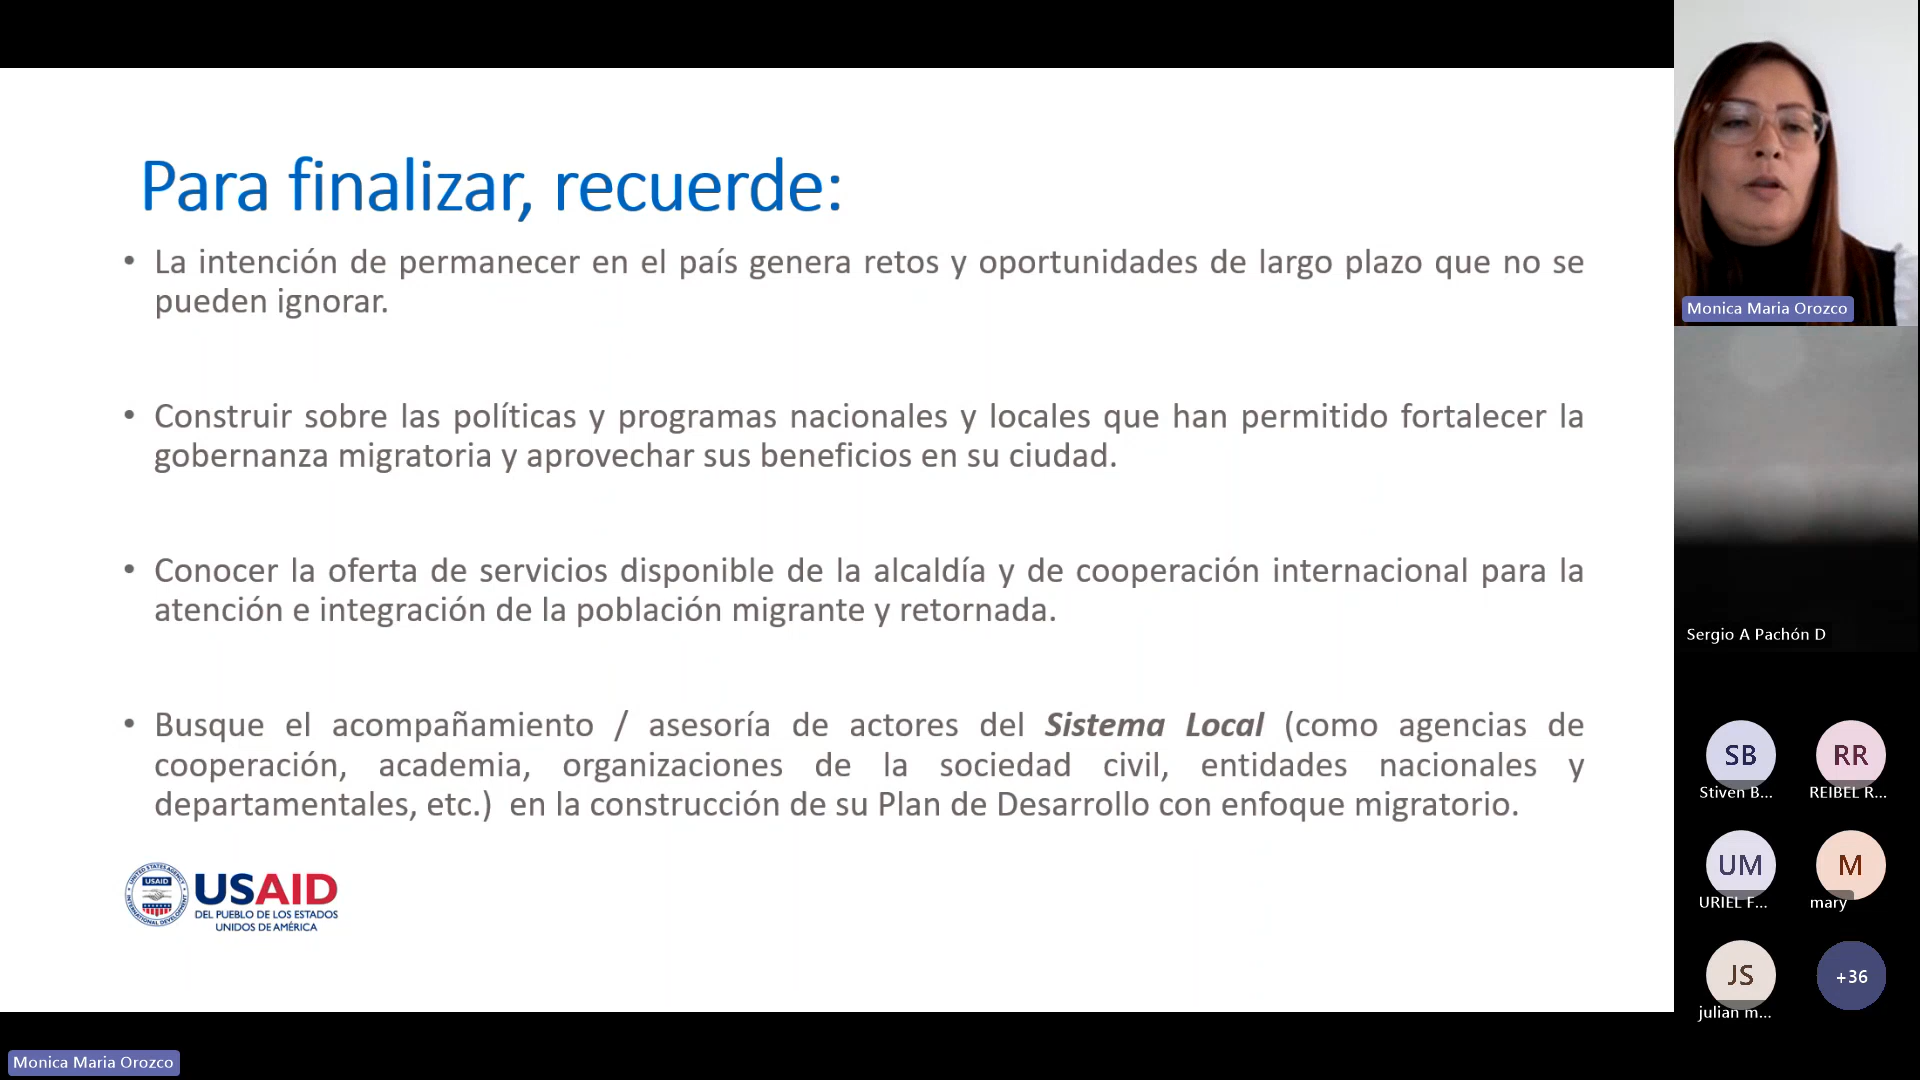 Para finalizar, recuerde:
• La intención de permanecer en el país genera retos y oportunidades de largo plazo que no se
pueden ignorar.
• Construir sobre las políticas y programas nacionales y locales que han permitido fortalecer la
gobernanza migratoria y aprovechar sus beneficios en su ciudad.
• Conocer la oferta de servicios disponible de la alcaldía y de cooperación internacional para la
atención e integración de la población migrante y retornada.
• Busque el acompañamiento / asesoría de actores del Sistema Local (como agencias de
cooperación, academia, organizaciones de la sociedad civil, entidades nacionales y
departamentales, etc.)  en la construcción de su Plan de Desarrollo con enfoque migratorio.
UNITED STATES AGENCY
USAID
INTERNATIONAL DEVELOPMENT
USAID
DEL PUEBLO DE LOS ESTADOS
UNIDOS DE AMÉRICA
Monica Maria Orozco
Sergio A Pachón D
SB
RR
Stiven B...
REIBEL R...
UM
M
URIEL F...
mary
JS
+36
julian m...
Monica Maria Orozco